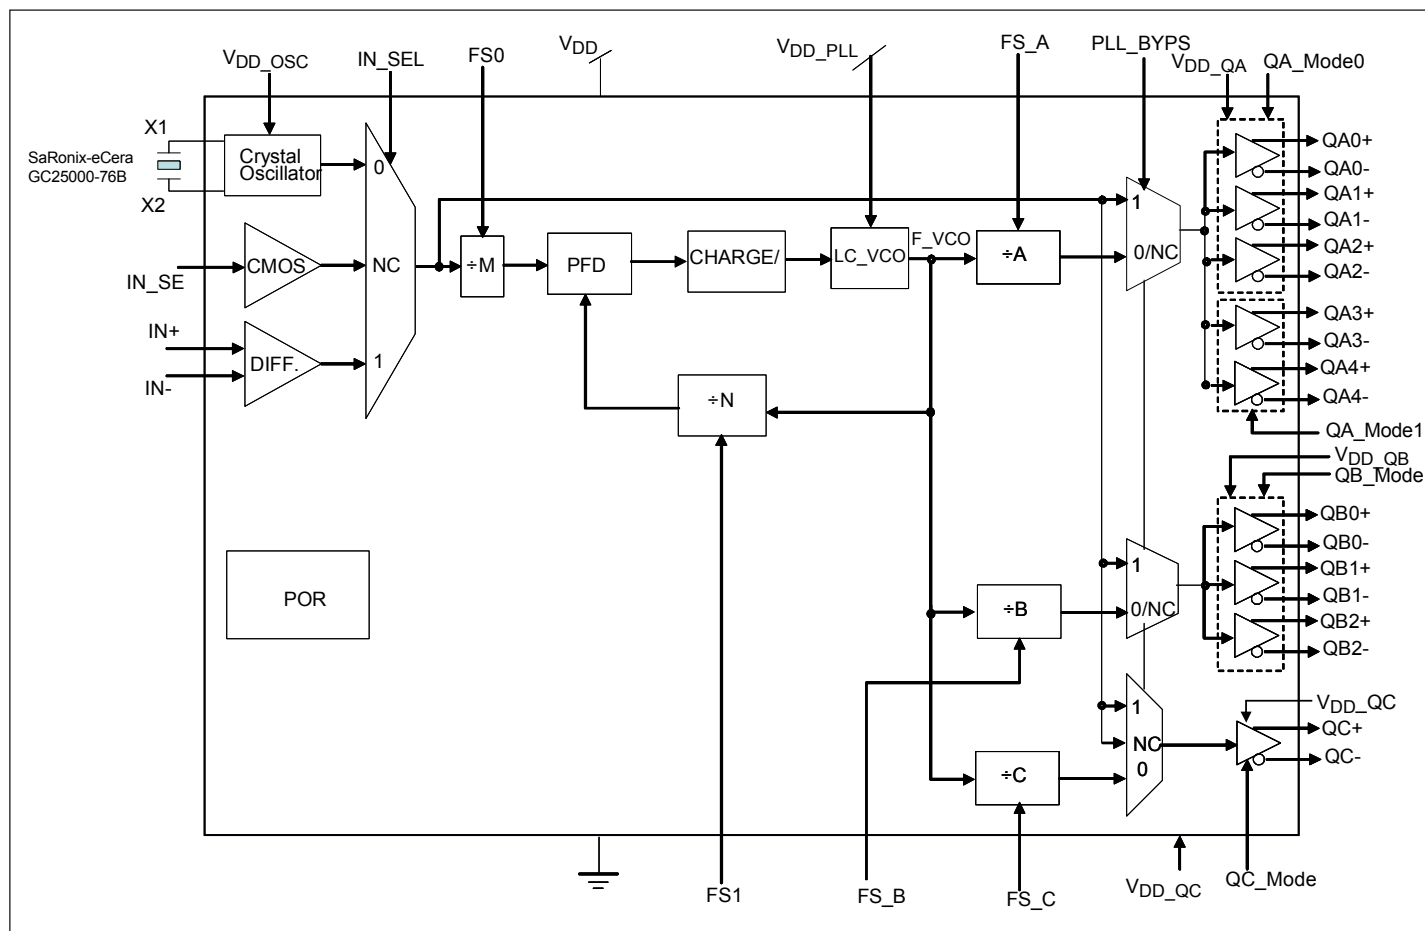 VDD_OSC
IN_SEL
FS0
VDD
VDD_PLL
FS_A
PLL_BYPS
VDD_QA
QA_Mode0
X1
SaRonix-eCera
GC25000-76B
X2
Crystal
Oscillator
0
NC
1
CMOS
IN_SE
IN+
IN-
DIFF.
÷M
PFD
CHARGE/
LC_VCO
F_VCO
÷A
1
0/NC
QA0+
QA0-
QA1+
QA1-
QA2+
QA2-
QA3+
QA3-
QA4+
QA4-
QA_Mode1
÷N
VDD_QB
QB_Mode
QB0+
QB0-
QB1+
QB1-
QB2+
QB2-
POR
÷B
1
0/NC
VDD_QC
QC+
QC-
÷C
1
NC
0
FS1
FS_B
FS_C
VDD_QC
QC_Mode